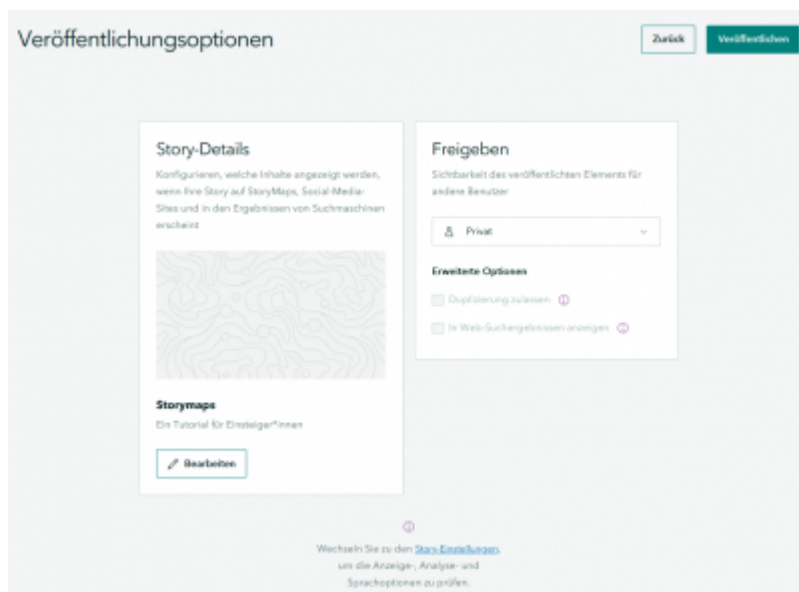 Veröffentlichungsoptionen
Zurück
Veröffentlichen
Story-Details
Konfigurieren, welche Inhalte angezeigt werden,
wenn Ihre Story auf StoryMaps, Social-Media-
Sites und in den Ergebnissen von Suchmaschinen
erscheint
Storymaps
Ein Tutorial für Einsteiger*innen
Bearbeiten
Freigeben
Sichtbarkeit des veröffentlichten Elements für
andere Benutzer
Privat
Erweiterte Optionen
Duplizierung zulassen
In Web-Suchergebnissen anzeigen
Wechseln Sie zu den Story-Einstellungen,
um die Anzeige-, Analyse- und
Sprachoptionen zu prüfen.